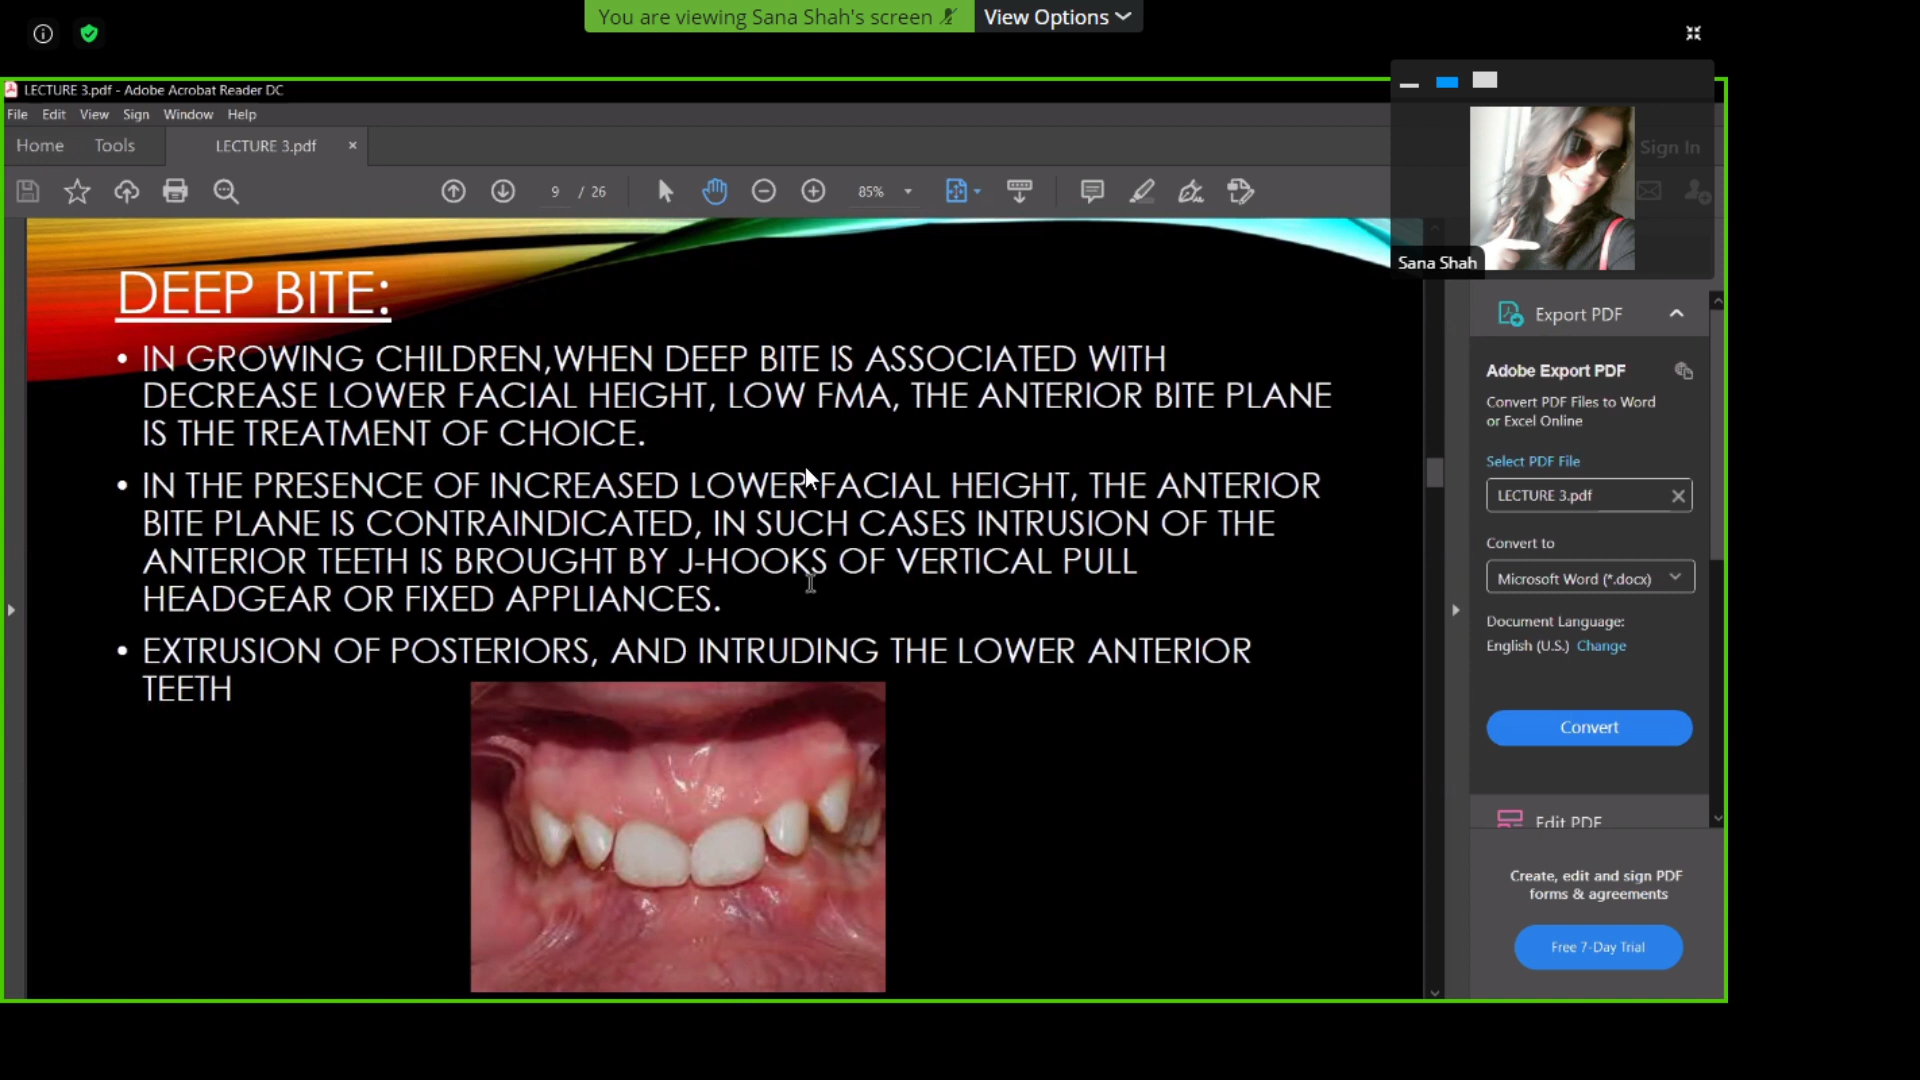 You are viewing Sana Shah's screen
View Options
LECTURE 3.pdf - Adobe Acrobat Reader DC
File Edit View Sign Window Help
Home Tools LECTURE 3.pdf × Sign In
9 / 26 85%
Sana Shah
DEEP BITE:
• IN GROWING CHILDREN,WHEN DEEP BITE IS ASSOCIATED WITH
DECREASE LOWER FACIAL HEIGHT, LOW FMA, THE ANTERIOR BITE PLANE
IS THE TREATMENT OF CHOICE.
• IN THE PRESENCE OF INCREASED LOWER FACIAL HEIGHT, THE ANTERIOR
BITE PLANE IS CONTRAINDICATED, IN SUCH CASES INTRUSION OF THE
ANTERIOR TEETH IS BROUGHT BY J-HOOKS OF VERTICAL PULL
HEADGEAR OR FIXED APPLIANCES.
• EXTRUSION OF POSTERIORS, AND INTRUDING THE LOWER ANTERIOR
TEETH
Export PDF
Adobe Export PDF
Convert PDF Files to Word
or Excel Online
Select PDF File
LECTURE 3.pdf
Convert to
Microsoft Word (*.docx)
Document Language:
English (U.S.) Change
Convert
Edit PDF
Create, edit and sign PDF
forms & agreements
Free 7-Day Trial